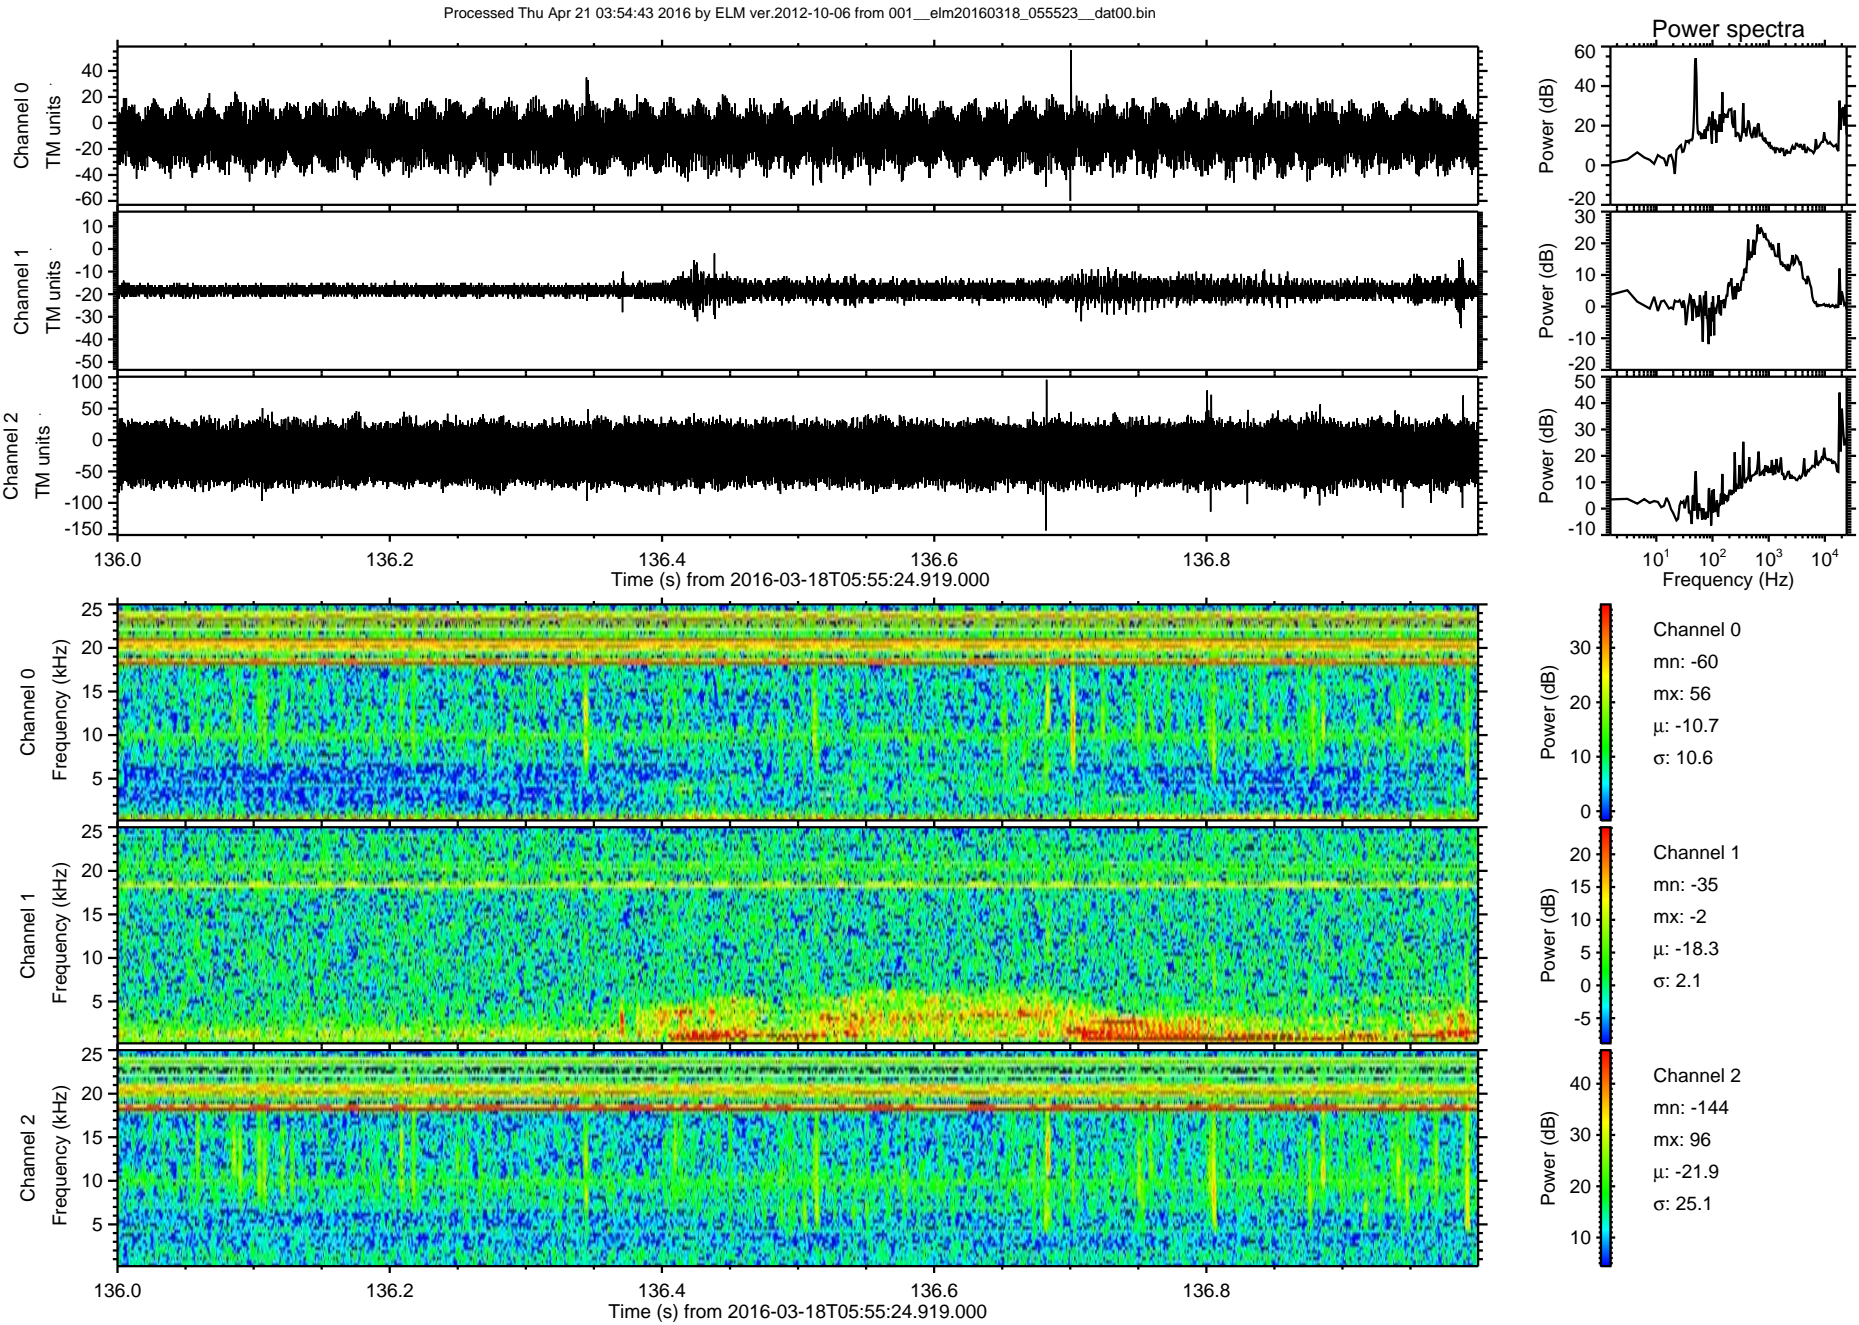 Processed Thu Apr 21 03:54:43 2016 by ELM ver.2012-10-06 from 001__elm20160318_055523__dat00.bin
Power spectra
Channel 0
TM units
40
20
0
-20
-40
-60
Power (dB)
60
40
20
0
-20
Channel 1
TM units
10
0
-10
-20
-30
-40
-50
Power (dB)
30
20
10
0
-10
-20
Channel 2
TM units
100
50
0
-50
-100
-150
Power (dB)
50
40
30
20
10
0
-10
136.0 136.2 136.4 136.6 136.8
Time (s) from 2016-03-18T05:55:24.919.000
10¹ 10² 10³ 10⁴
Frequency (Hz)
Channel 0
Frequency (kHz)
25
20
15
10
5
Power (dB)
30
20
10
0
Channel 0
mn: -60
mx: 56
μ: -10.7
σ: 10.6
Channel 1
Frequency (kHz)
25
20
15
10
5
Power (dB)
20
15
10
5
0
-5
Channel 1
mn: -35
mx: -2
μ: -18.3
σ: 2.1
Channel 2
Frequency (kHz)
25
20
15
10
5
Power (dB)
40
30
20
10
Channel 2
mn: -144
mx: 96
μ: -21.9
σ: 25.1
136.0 136.2 136.4 136.6 136.8
Time (s) from 2016-03-18T05:55:24.919.000